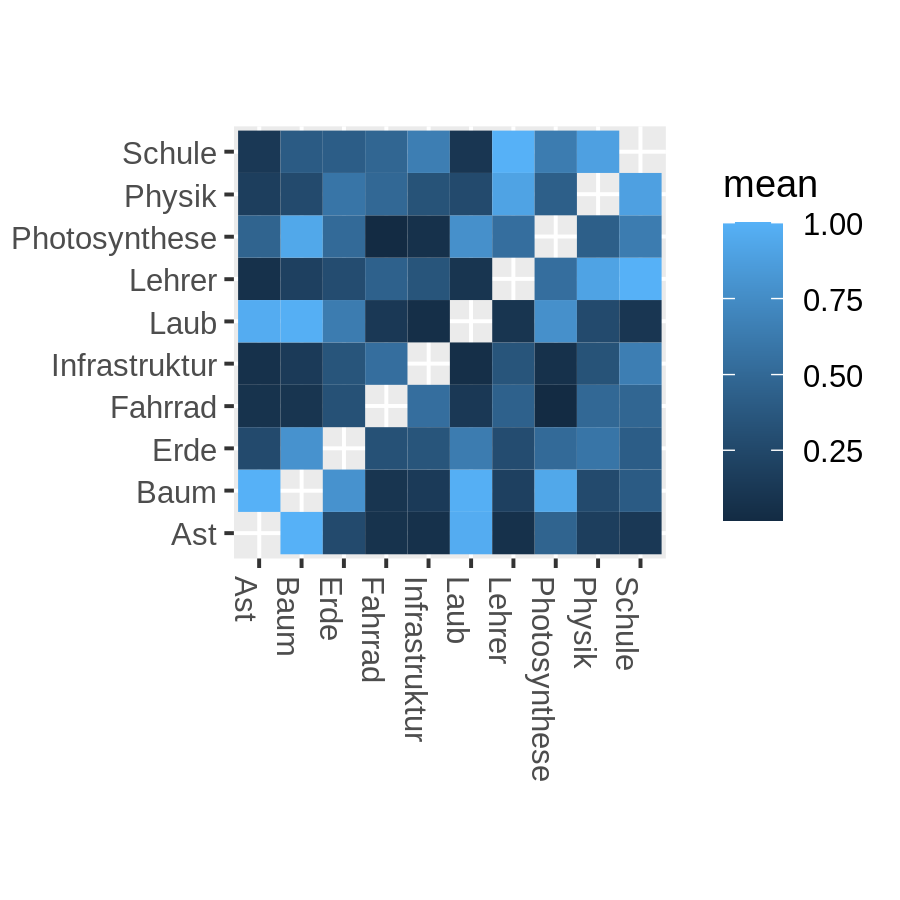 Schule
Physik
Photosynthese
Lehrer
Laub
Infrastruktur
Fahrrad
Erde
Baum
Ast
Ast
Baum
Erde
Fahrrad
Infrastruktur
Laub
Lehrer
Photosynthese
Physik
Schule
mean
1.00
0.75
0.50
0.25